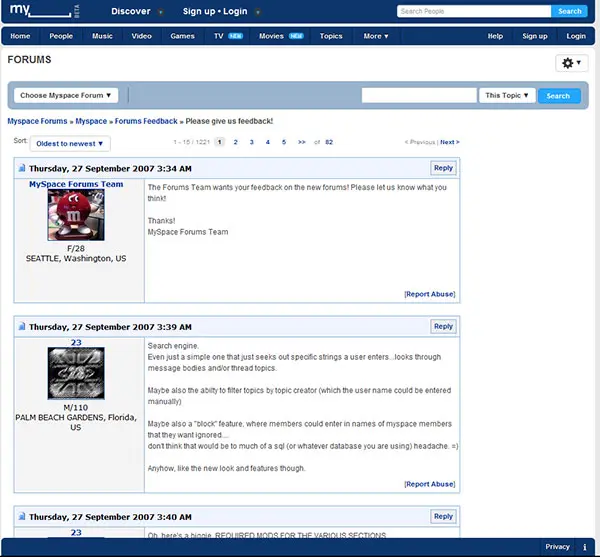 my____ BETA Discover Sign up • Login Search People Search
Home People Music Video Games TV NEW Movies NEW Topics More ▾ Help Sign up Login
FORUMS
Choose Myspace Forum ▾ This Topic ▾ Search
Myspace Forums » Myspace » Forums Feedback » Please give us feedback!
Sort: Oldest to newest ▾ 1 - 15 / 1221 1 2 3 4 5 >> of 82 < Previous | Next >
Thursday, 27 September 2007 3:34 AM Reply
MySpace Forums Team
F/28
SEATTLE, Washington, US
The Forums Team wants your feedback on the new forums! Please let us know what you
think!
Thanks!
MySpace Forums Team
[Report Abuse]
Thursday, 27 September 2007 3:39 AM Reply
23
M/110
PALM BEACH GARDENS, Florida,
US
Search engine.
Even just a simple one that just seeks out specific strings a user enters...looks through
message bodies and/or thread topics.
Maybe also the abilty to filter topics by topic creator (which the user name could be entered
manually)
Maybe also a "block" feature, where members could enter in names of myspace members
that they want ignored....
don't think that would be to much of a sql (or whatever database you are using) headache. =)
Anyhow, like the new look and features though.
[Report Abuse]
Thursday, 27 September 2007 3:40 AM Reply
23
Oh, here's a biggie. REQUIRED MODS FOR THE VARIOUS SECTIONS
Privacy i